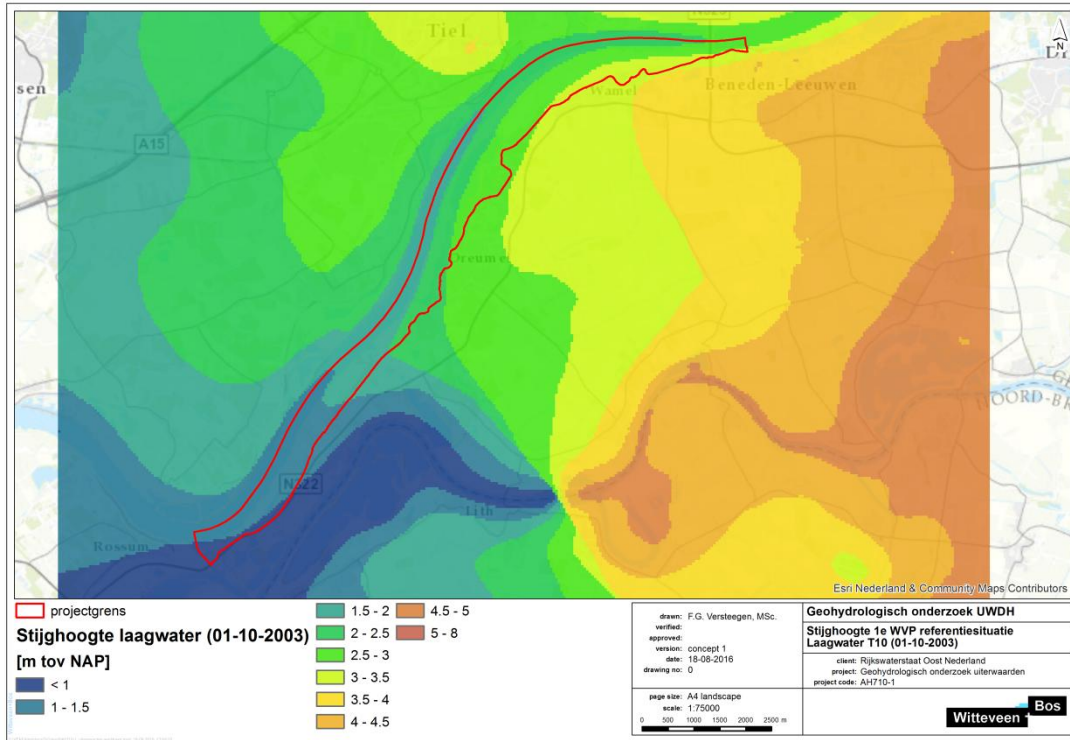 Tiel
N323
N
Dr
sen
Wamel
Beneden-Leeuwen
A15
Dreumel
NOORD-BR
N322
Lith
Rossum
Esri Nederland & Community Maps Contributors
projectgrens
Stijghoogte laagwater (01-10-2003)
[m tov NAP]
< 1
1 - 1.5
1.5 - 2
2 - 2.5
2.5 - 3
3 - 3.5
3.5 - 4
4 - 4.5
4.5 - 5
5 - 8
drawn: F.G. Versteegen, MSc.
verified:
approved:
version: concept 1
date: 18-08-2016
drawing no: 0
page size: A4 landscape
scale: 1:75000
0 500 1000 1500 2000 2500 m
Geohydrologisch onderzoek UWDH
Stijghoogte 1e WVP referentiesituatie
Laagwater T10 (01-10-2003)
client: Rijkswaterstaat Oost Nederland
project: Geohydrologisch onderzoek uiterwaarden
project code: AH710-1
Witteveen + Bos